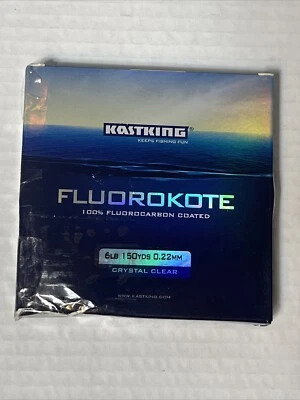 KASTKING®
KEEPS FISHING FUN
FLUOROKOTE
100% FLUOROCARBON COATED
6LB 150YDS 0.22MM
CRYSTAL CLEAR
WWW.KASTKING.COM